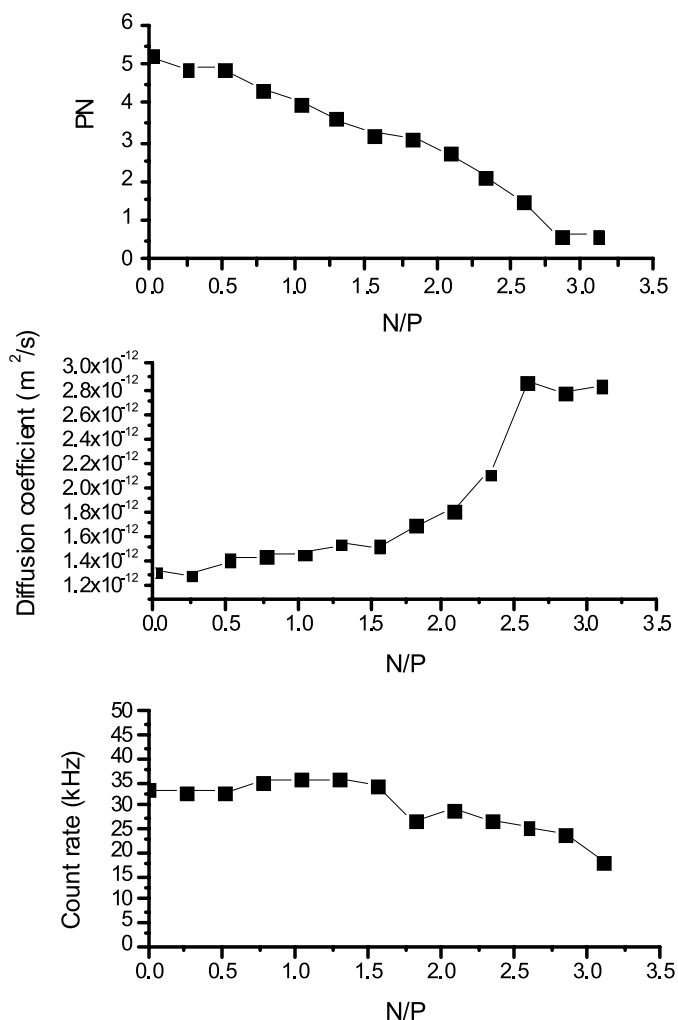 6
5
4
3
2
1
0
PN
0.0 0.5 1.0 1.5 2.0 2.5 3.0 3.5
N/P
3.0x10⁻¹²
2.8x10⁻¹²
2.6x10⁻¹²
2.4x10⁻¹²
2.2x10⁻¹²
2.0x10⁻¹²
1.8x10⁻¹²
1.6x10⁻¹²
1.4x10⁻¹²
1.2x10⁻¹²
Diffusion coefficient (m²/s)
0.0 0.5 1.0 1.5 2.0 2.5 3.0 3.5
N/P
50
45
40
35
30
25
20
15
10
5
0
Count rate (kHz)
0.0 0.5 1.0 1.5 2.0 2.5 3.0 3.5
N/P